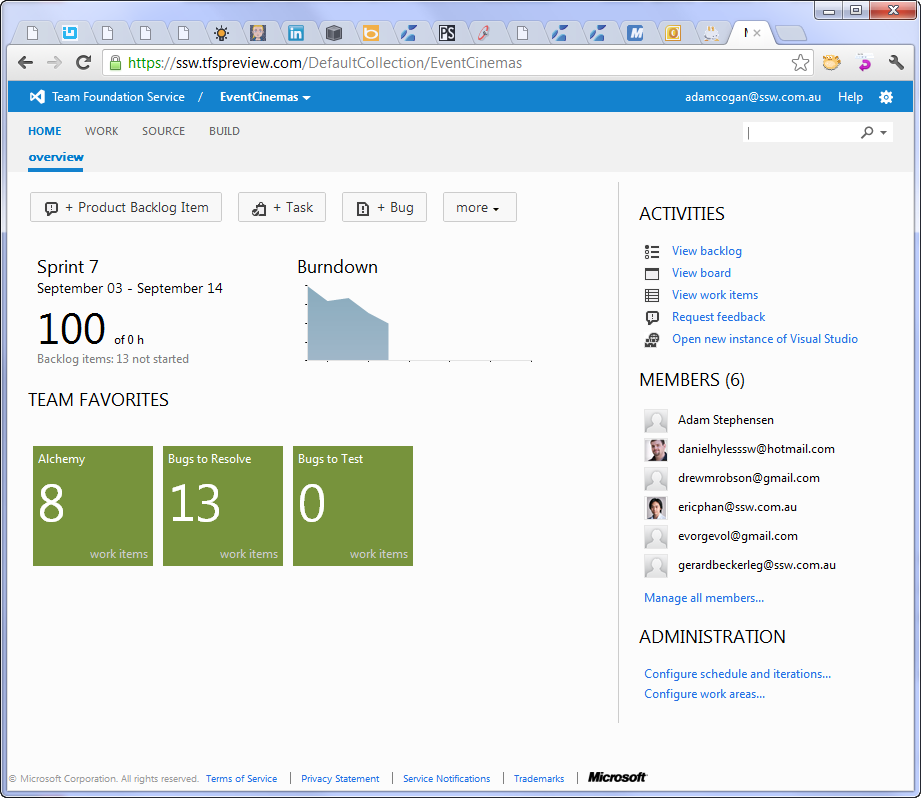 https://ssw.tfspreview.com/DefaultCollection/EventCinemas
Team Foundation Service / EventCinemas adamcogan@ssw.com.au Help
HOME WORK SOURCE BUILD
overview
+ Product Backlog Item + Task + Bug more
Sprint 7
September 03 - September 14
100 of 0 h
Backlog items: 13 not started
Burndown
TEAM FAVORITES
Alchemy
8
work items
Bugs to Resolve
13
work items
Bugs to Test
0
work items
ACTIVITIES
View backlog
View board
View work items
Request feedback
Open new instance of Visual Studio
MEMBERS (6)
Adam Stephensen
danielhylesssw@hotmail.com
drewmrobson@gmail.com
ericphan@ssw.com.au
evorgevol@gmail.com
gerardbeckerleg@ssw.com.au
Manage all members...
ADMINISTRATION
Configure schedule and iterations...
Configure work areas...
© Microsoft Corporation. All rights reserved. Terms of Service | Privacy Statement | Service Notifications | Trademarks | Microsoft